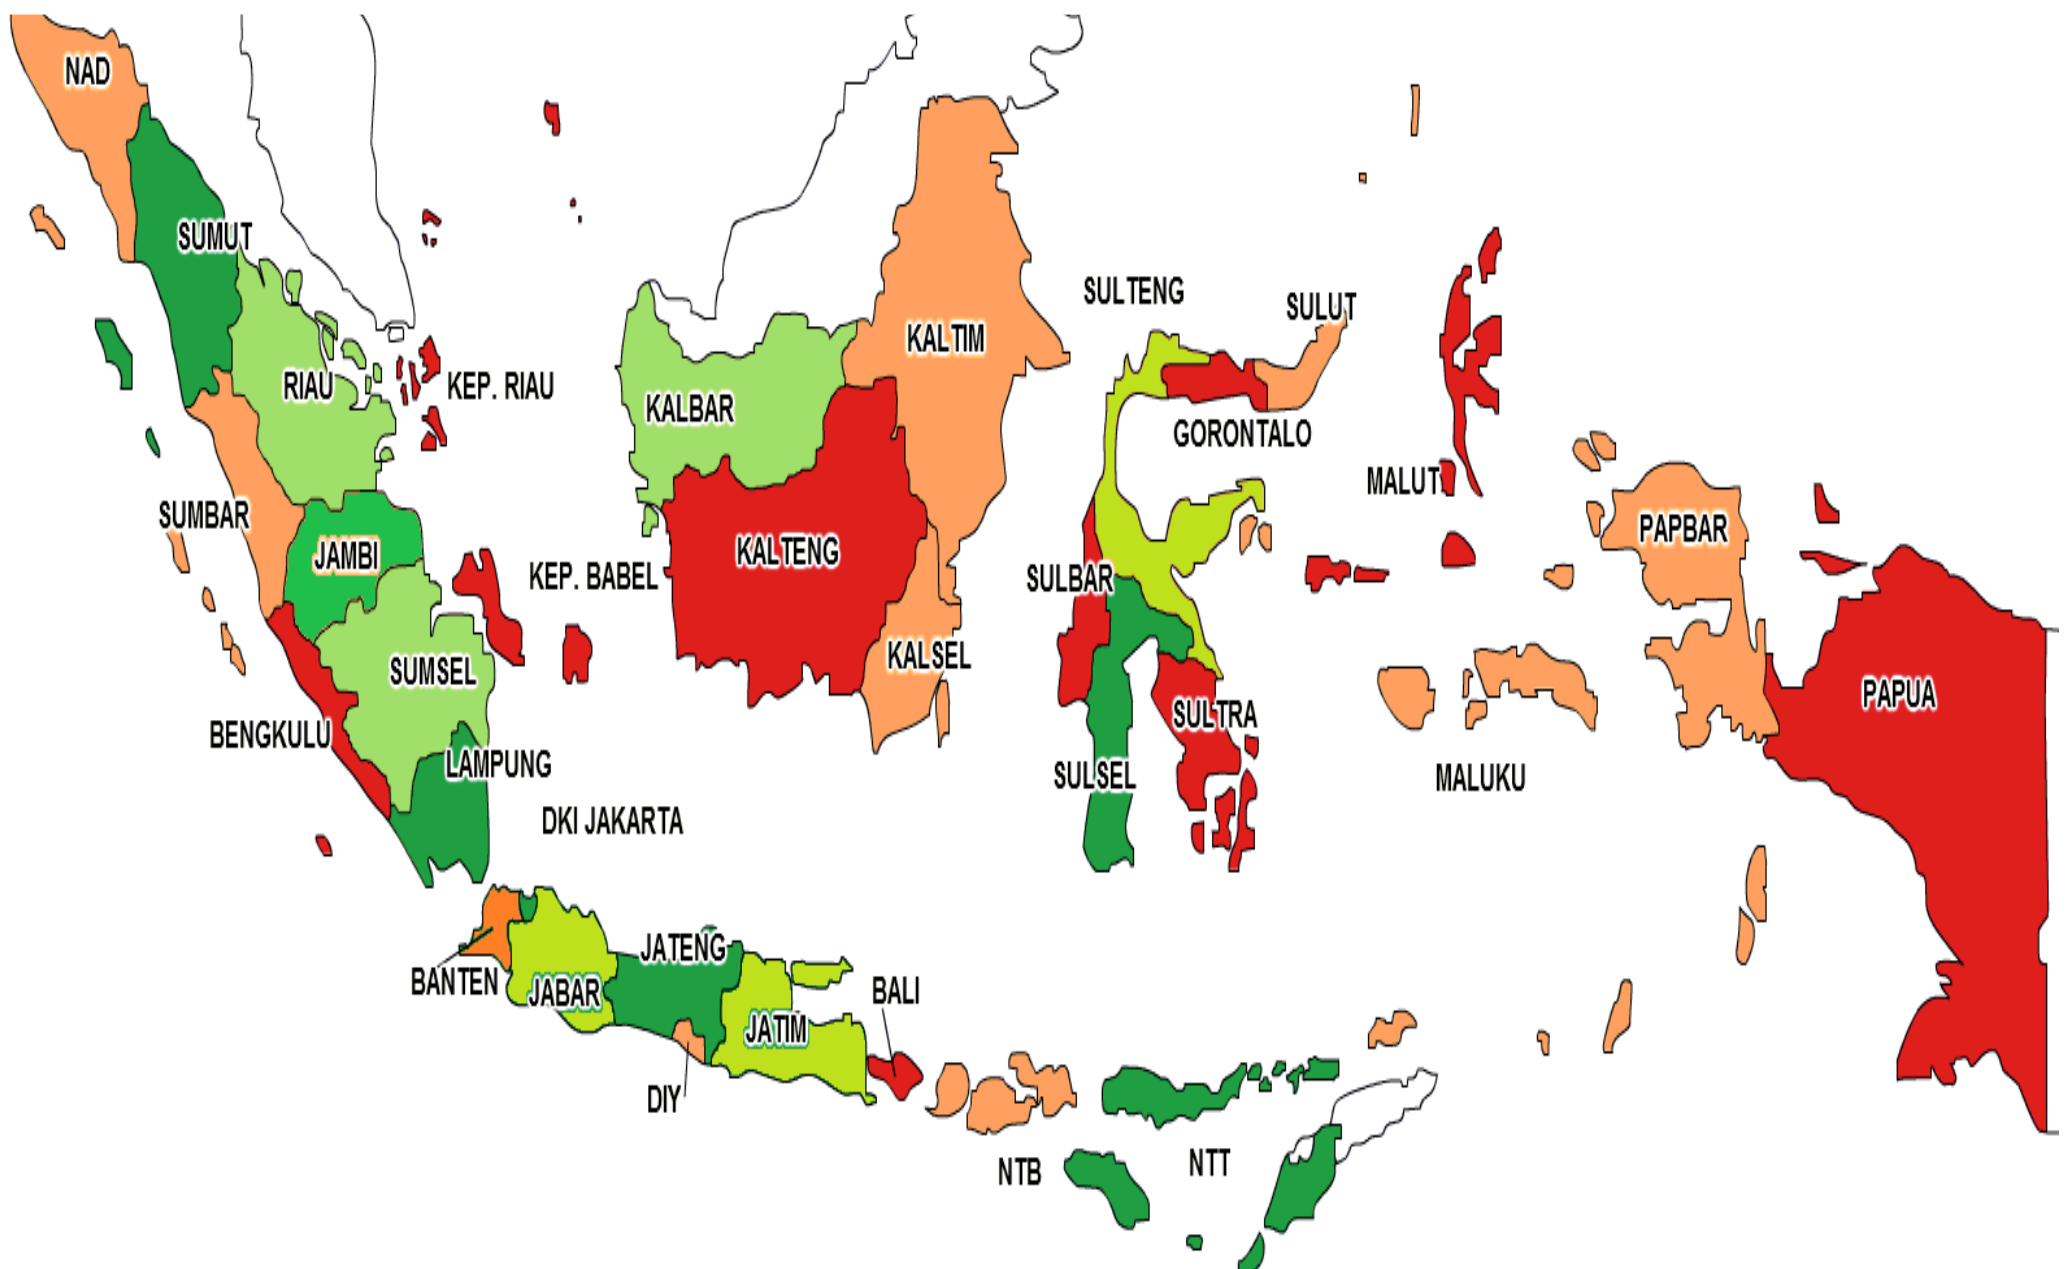 NAD
SUMUT
SULTENG
SULUT
KALTIM
RIAU
KEP. RIAU
KALBAR
GORONTALO
MALUT
SUMBAR
PAPBAR
JAMBI
KALTENG
KEP. BABEL
SULBAR
KALSEL
SUMSEL
PAPUA
SULTRA
BENGKULU
LAMPUNG
SULSEL
MALUKU
DKI JAKARTA
JATENG
BANTEN
JABAR
BALI
JATIM
DIY
NTB
NTT